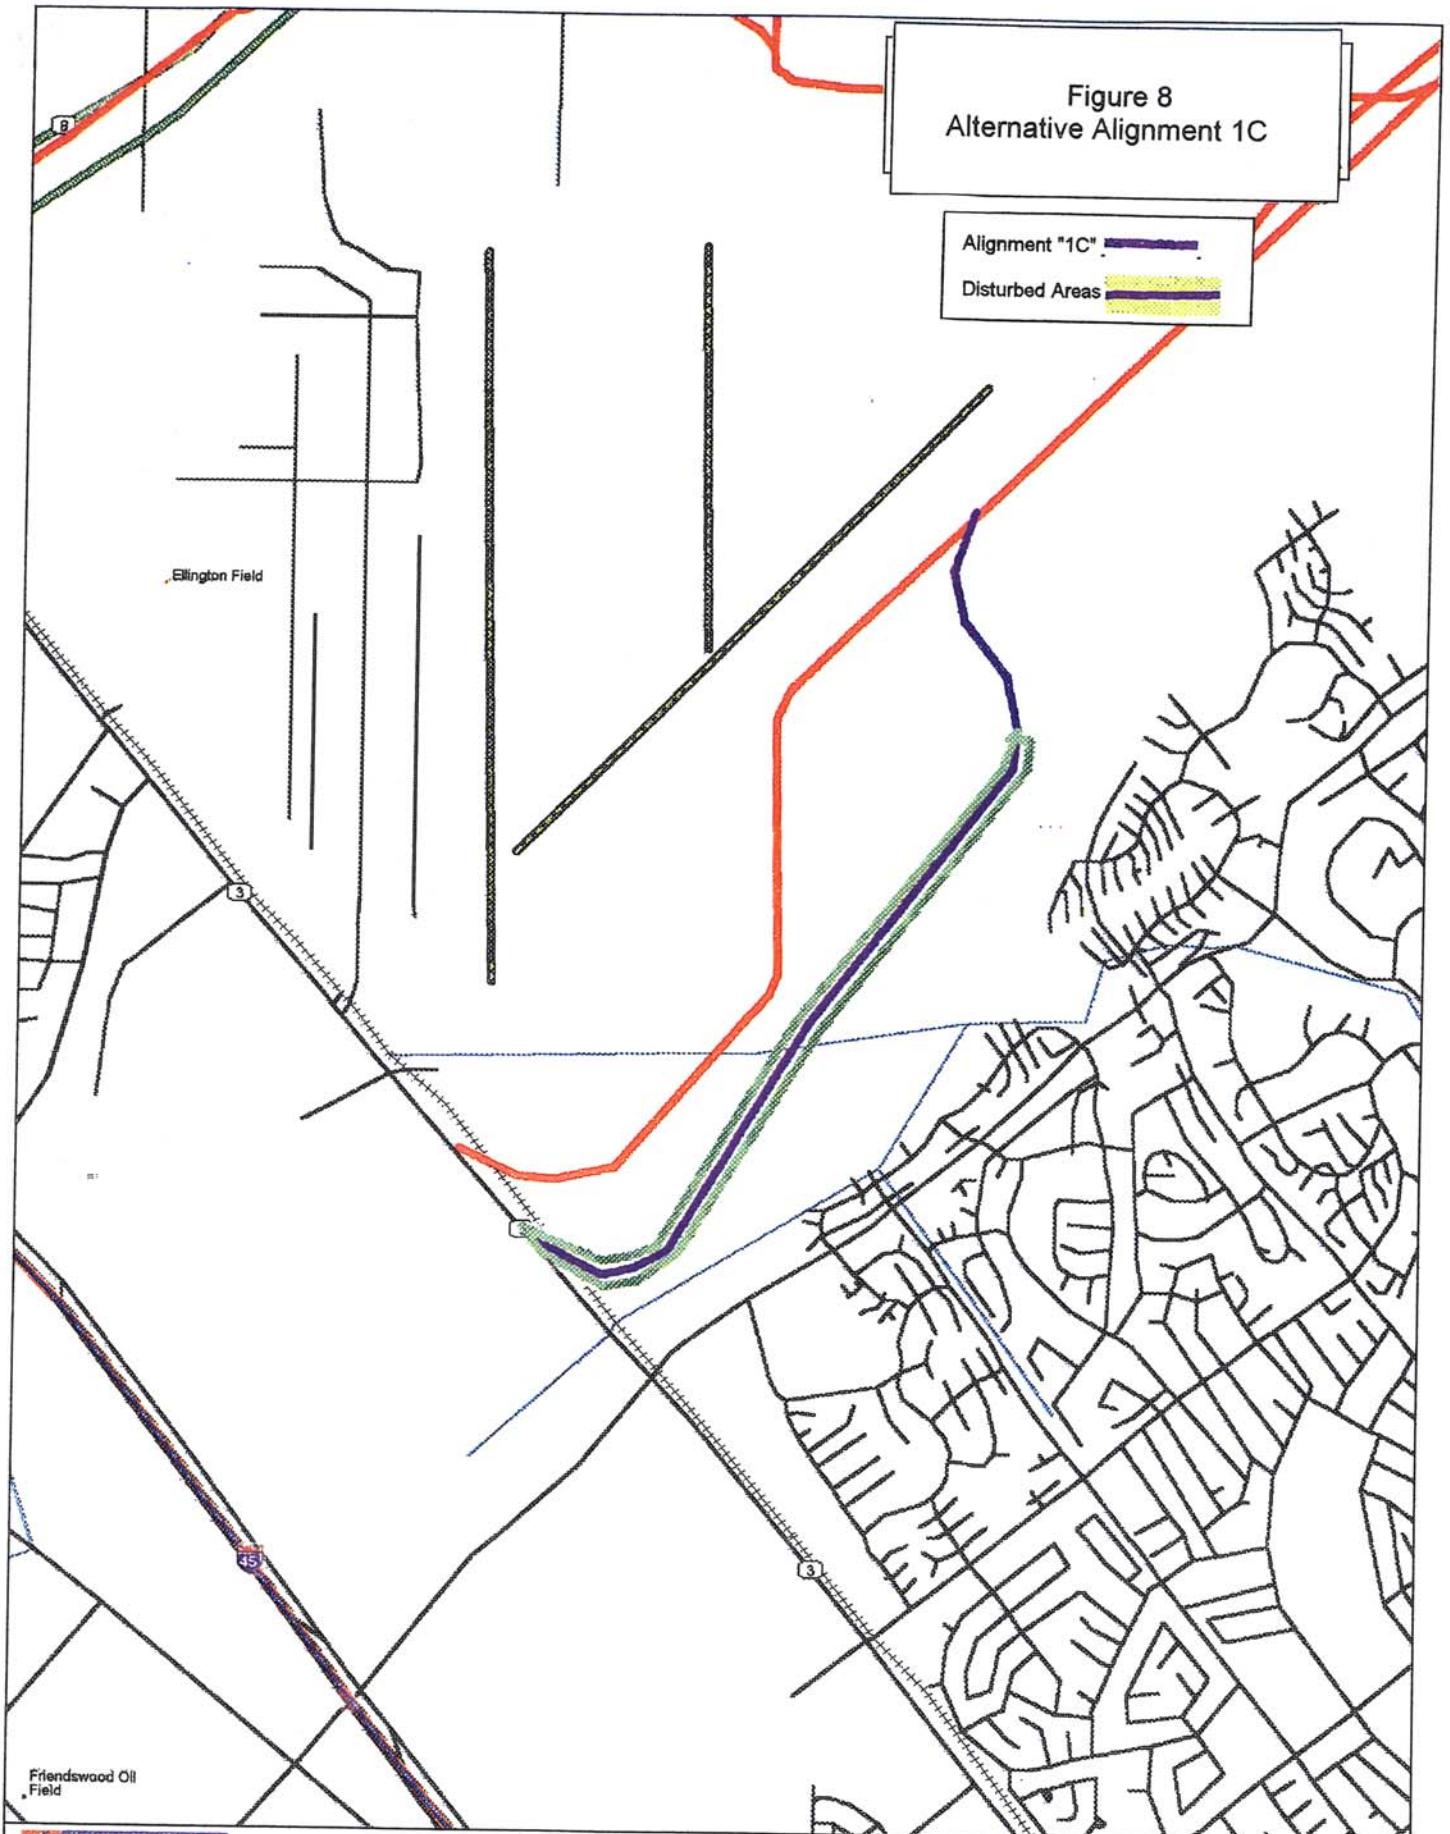 Figure 8
Alternative Alignment 1C
8
Alignment "1C"
Disturbed Areas
Ellington Field
3
45
3
Friendswood Oil
Field